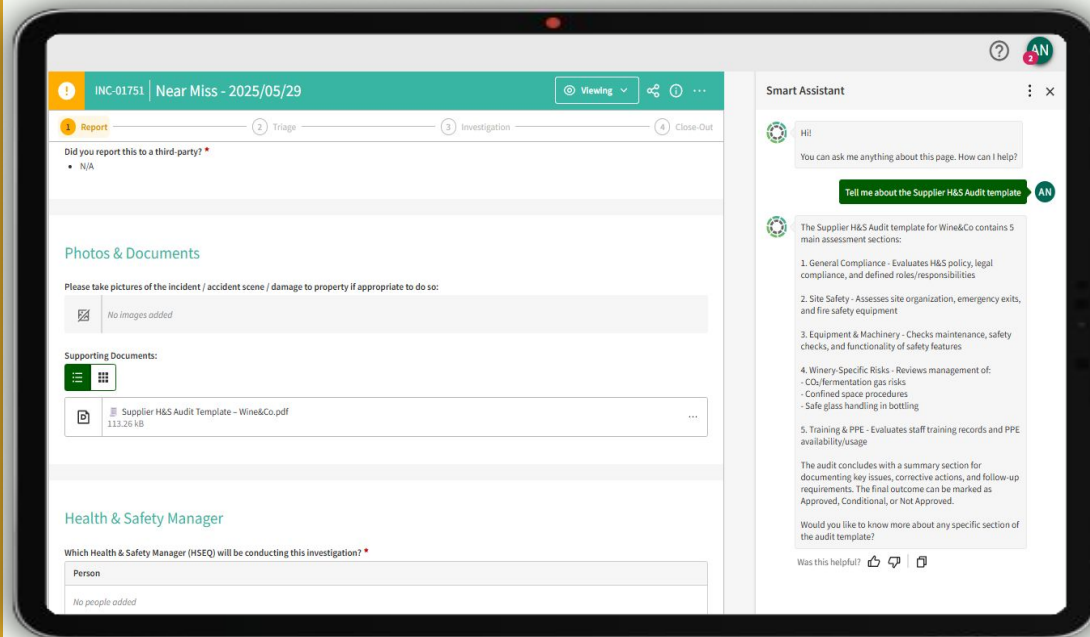 AN
2
INC-01751 | Near Miss - 2025/05/29
Viewing
1 Report
2 Triage
3 Investigation
4 Close-Out
Did you report this to a third-party? *
• N/A
Photos & Documents
Please take pictures of the incident / accident scene / damage to property if appropriate to do so:
No images added
Supporting Documents:
Supplier H&S Audit Template – Wine&Co.pdf
113.26 kB
Health & Safety Manager
Which Health & Safety Manager (HSEQ) will be conducting this investigation? *
Person
No people added
Smart Assistant
Hi!
You can ask me anything about this page. How can I help?
Tell me about the Supplier H&S Audit template
AN
The Supplier H&S Audit template for Wine&Co contains 5
main assessment sections:
1. General Compliance - Evaluates H&S policy, legal
compliance, and defined roles/responsibilities
2. Site Safety - Assesses site organization, emergency exits,
and fire safety equipment
3. Equipment & Machinery - Checks maintenance, safety
checks, and functionality of safety features
4. Winery-Specific Risks - Reviews management of:
- CO₂/fermentation gas risks
- Confined space procedures
- Safe glass handling in bottling
5. Training & PPE - Evaluates staff training records and PPE
availability/usage
The audit concludes with a summary section for
documenting key issues, corrective actions, and follow-up
requirements. The final outcome can be marked as
Approved, Conditional, or Not Approved.
Would you like to know more about any specific section of
the audit template?
Was this helpful?